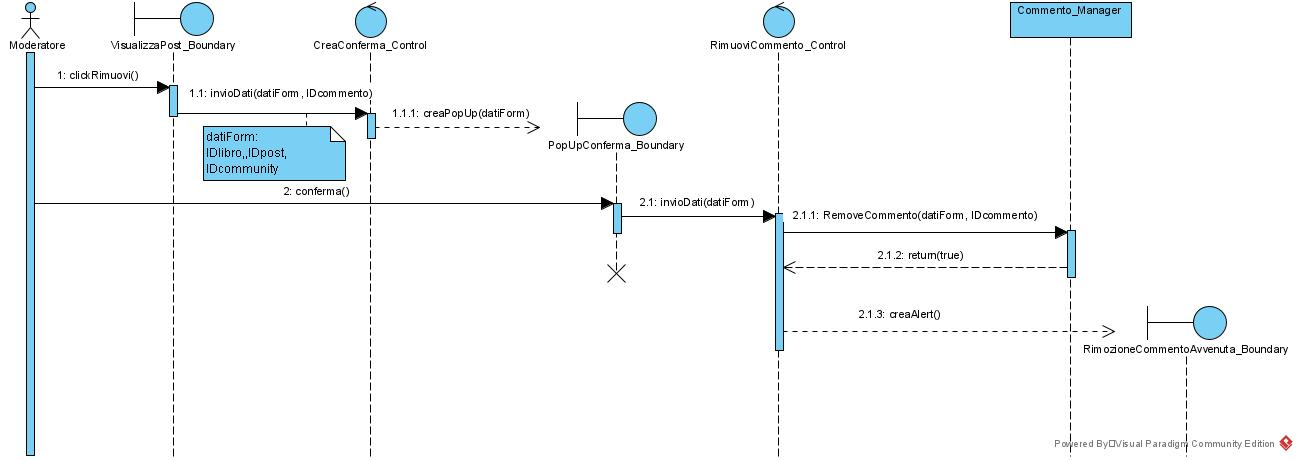 Moderatore
VisualizzaPost_Boundary
CreaConferma_Control
RimuoviCommento_Control
Commento_Manager
1: clickRimuovi()
1.1: invioDati(datiForm, IDcommento)
1.1.1: creaPopUp(datiForm)
datiForm:
IDlibro,,IDpost,
IDcommunity
PopUpConferma_Boundary
2: conferma()
2.1: invioDati(datiForm)
2.1.1: RemoveCommento(datiForm, IDcommento)
2.1.2: return(true)
2.1.3: creaAlert()
RimozioneCommentoAvvenuta_Boundary
Powered By Visual Paradigm Community Edition